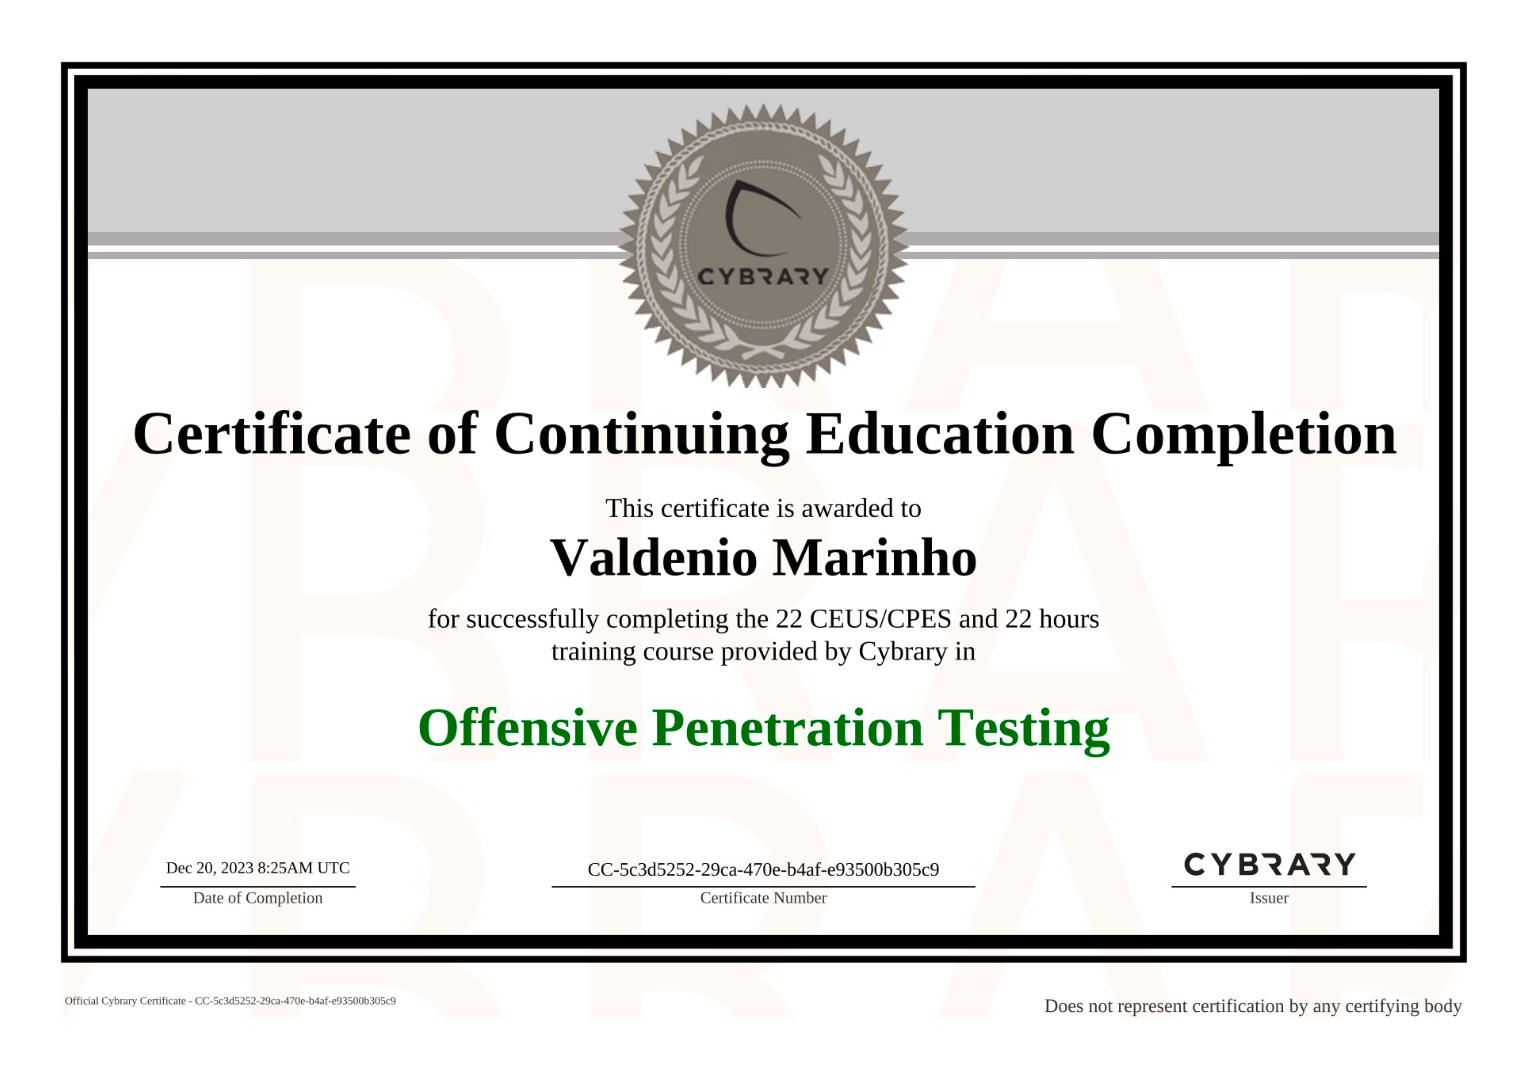 CYBRARY
Certificate of Continuing Education Completion
This certificate is awarded to
Valdenio Marinho
for successfully completing the 22 CEUS/CPES and 22 hours
training course provided by Cybrary in
Offensive Penetration Testing
Dec 20, 2023 8:25AM UTC
Date of Completion
CC-5c3d5252-29ca-470e-b4af-e93500b305c9
Certificate Number
CYBRARY
Issuer
Official Cybrary Certificate - CC-5c3d5252-29ca-470e-b4af-e93500b305c9
Does not represent certification by any certifying body